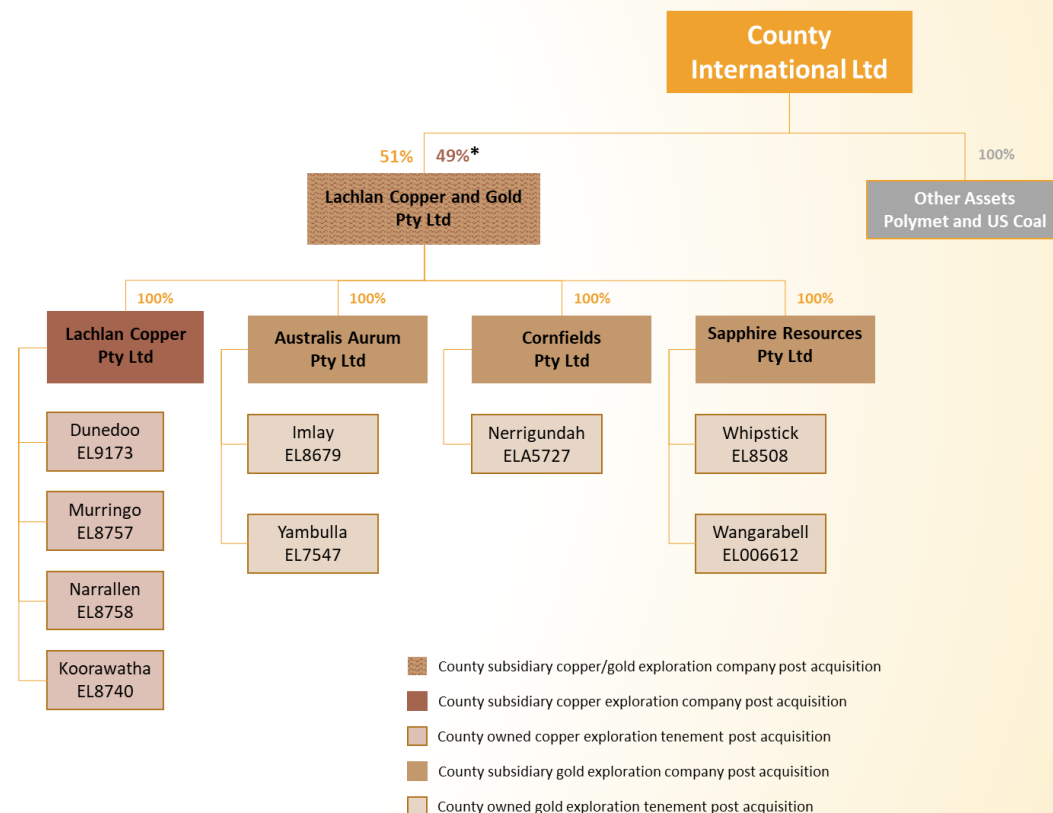 County
International Ltd
51%
49%*
100%
Lachlan Copper and Gold
Pty Ltd
Other Assets
Polymet and US Coal
100%
100%
100%
100%
Lachlan Copper
Pty Ltd
Australis Aurum
Pty Ltd
Cornfields
Pty Ltd
Sapphire Resources
Pty Ltd
Dunedoo
EL9173
Imlay
EL8679
Nerrigundah
ELA5727
Whipstick
EL8508
Murringo
EL8757
Yambulla
EL7547
Wangarabell
EL006612
Narrallen
EL8758
Koorawatha
EL8740
County subsidiary copper/gold exploration company post acquisition
County subsidiary copper exploration company post acquisition
County owned copper exploration tenement post acquisition
County subsidiary gold exploration company post acquisition
County owned gold exploration tenement post acquisition